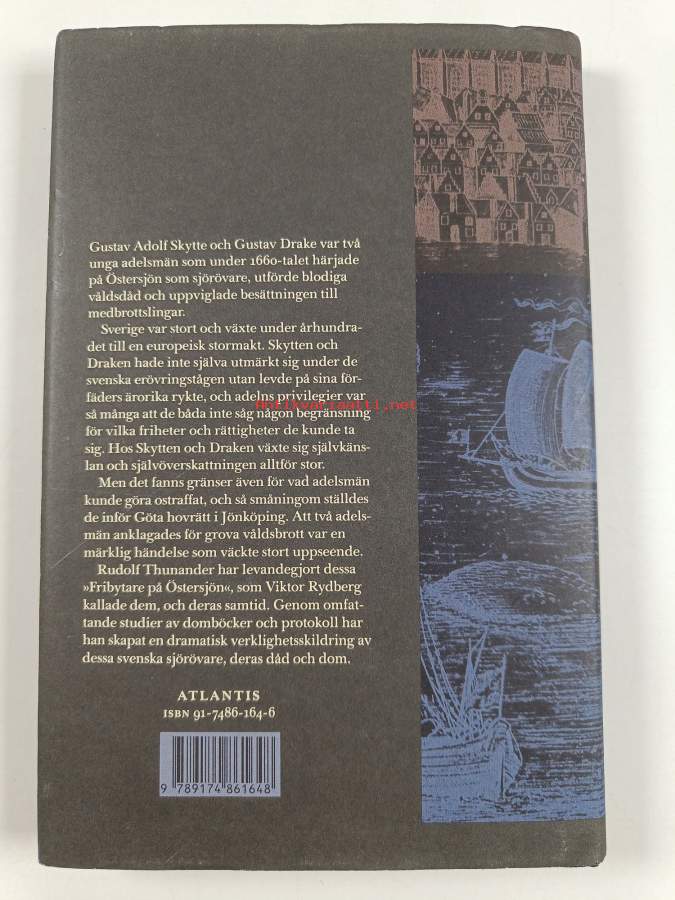 Gustav Adolf Skytte och Gustav Drake var två
unga adelsmän som under 1660-talet härjade
på Östersjön som sjörövare, utförde blodiga
våldsdåd och uppviglade besättningen till
medbrottslingar.
Sverige var stort och växte under århundra-
det till en europeisk stormakt. Skytten och
Draken hade inte själva utmärkt sig under de
svenska erövringstågen utan levde på sina för-
fäders ärorika rykte, och adelns privilegier var
så många att de båda inte såg någon begränsning
för vilka friheter och rättigheter de kunde ta
sig. Hos Skytten och Draken växte sig självkäns-
lan och självöverskattningen alltför stor.
Men det fanns gränser även för vad adelsmän
kunde göra ostraffat, och så småningom ställdes
de inför Göta hovrätt i Jönköping. Att två adels-
män anklagades för grova våldsbrott var en
märklig händelse som väckte stort uppseende.
Rudolf Thunander har levandegjort dessa
»Fribytare på Östersjön«, som Viktor Rydberg
kallade dem, och deras samtid. Genom omfat-
tande studier av domböcker och protokoll har
han skapat en dramatisk verklighetsskildring av
dessa svenska sjörövare, deras dåd och dom.
ATLANTIS
ISBN 91-7486-164-6
9 789174 861648
Antikvariaatti.net